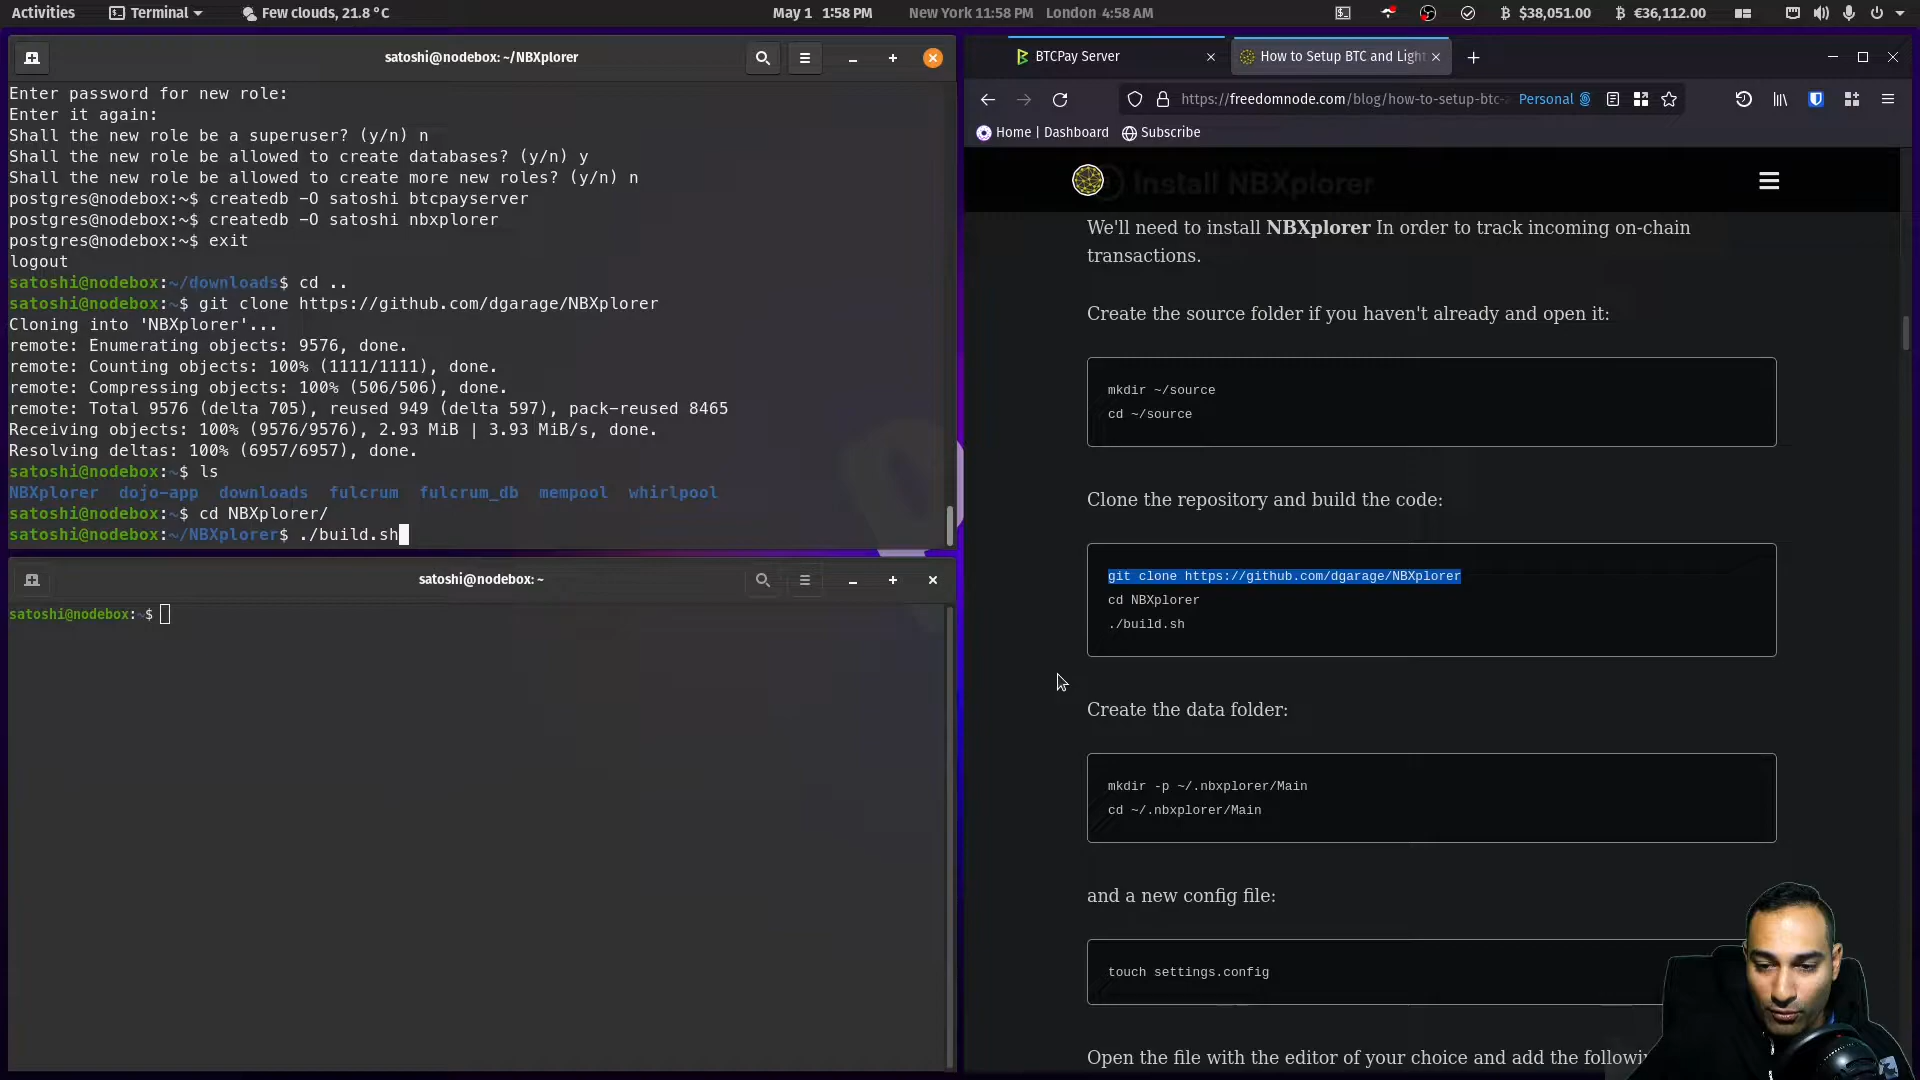 Activities
Terminal
Few clouds, 21.8 °C
May 1 1:58 PM
New York 11:58 PM
London 4:58 AM
₿ $38,051.00
₿ €36,112.00
satoshi@nodebox: ~/NBXplorer
Enter password for new role:
Enter it again:
Shall the new role be a superuser? (y/n) n
Shall the new role be allowed to create databases? (y/n) y
Shall the new role be allowed to create more new roles? (y/n) n
postgres@nodebox:~$ createdb -O satoshi btcpayserver
postgres@nodebox:~$ createdb -O satoshi nbxplorer
postgres@nodebox:~$ exit
logout
satoshi@nodebox:~/downloads$ cd ..
satoshi@nodebox:~$ git clone https://github.com/dgarage/NBXplorer
Cloning into 'NBXplorer'...
remote: Enumerating objects: 9576, done.
remote: Counting objects: 100% (1111/1111), done.
remote: Compressing objects: 100% (506/506), done.
remote: Total 9576 (delta 705), reused 949 (delta 597), pack-reused 8465
Receiving objects: 100% (9576/9576), 2.93 MiB | 3.93 MiB/s, done.
Resolving deltas: 100% (6957/6957), done.
satoshi@nodebox:~$ ls
NBXplorer dojo-app downloads fulcrum fulcrum_db mempool whirlpool
satoshi@nodebox:~$ cd NBXplorer/
satoshi@nodebox:~/NBXplorer$ ./build.sh
satoshi@nodebox: ~
satoshi@nodebox:~$
BTCPay Server
How to Setup BTC and Light
https://freedomnode.com/blog/how-to-setup-btc-
Personal
Home | Dashboard
Subscribe
Install NBXplorer
We'll need to install NBXplorer In order to track incoming on-chain
transactions.
Create the source folder if you haven't already and open it:
mkdir ~/source
cd ~/source
Clone the repository and build the code:
git clone https://github.com/dgarage/NBXplorer
cd NBXplorer
./build.sh
Create the data folder:
mkdir -p ~/.nbxplorer/Main
cd ~/.nbxplorer/Main
and a new config file:
touch settings.config
Open the file with the editor of your choice and add the